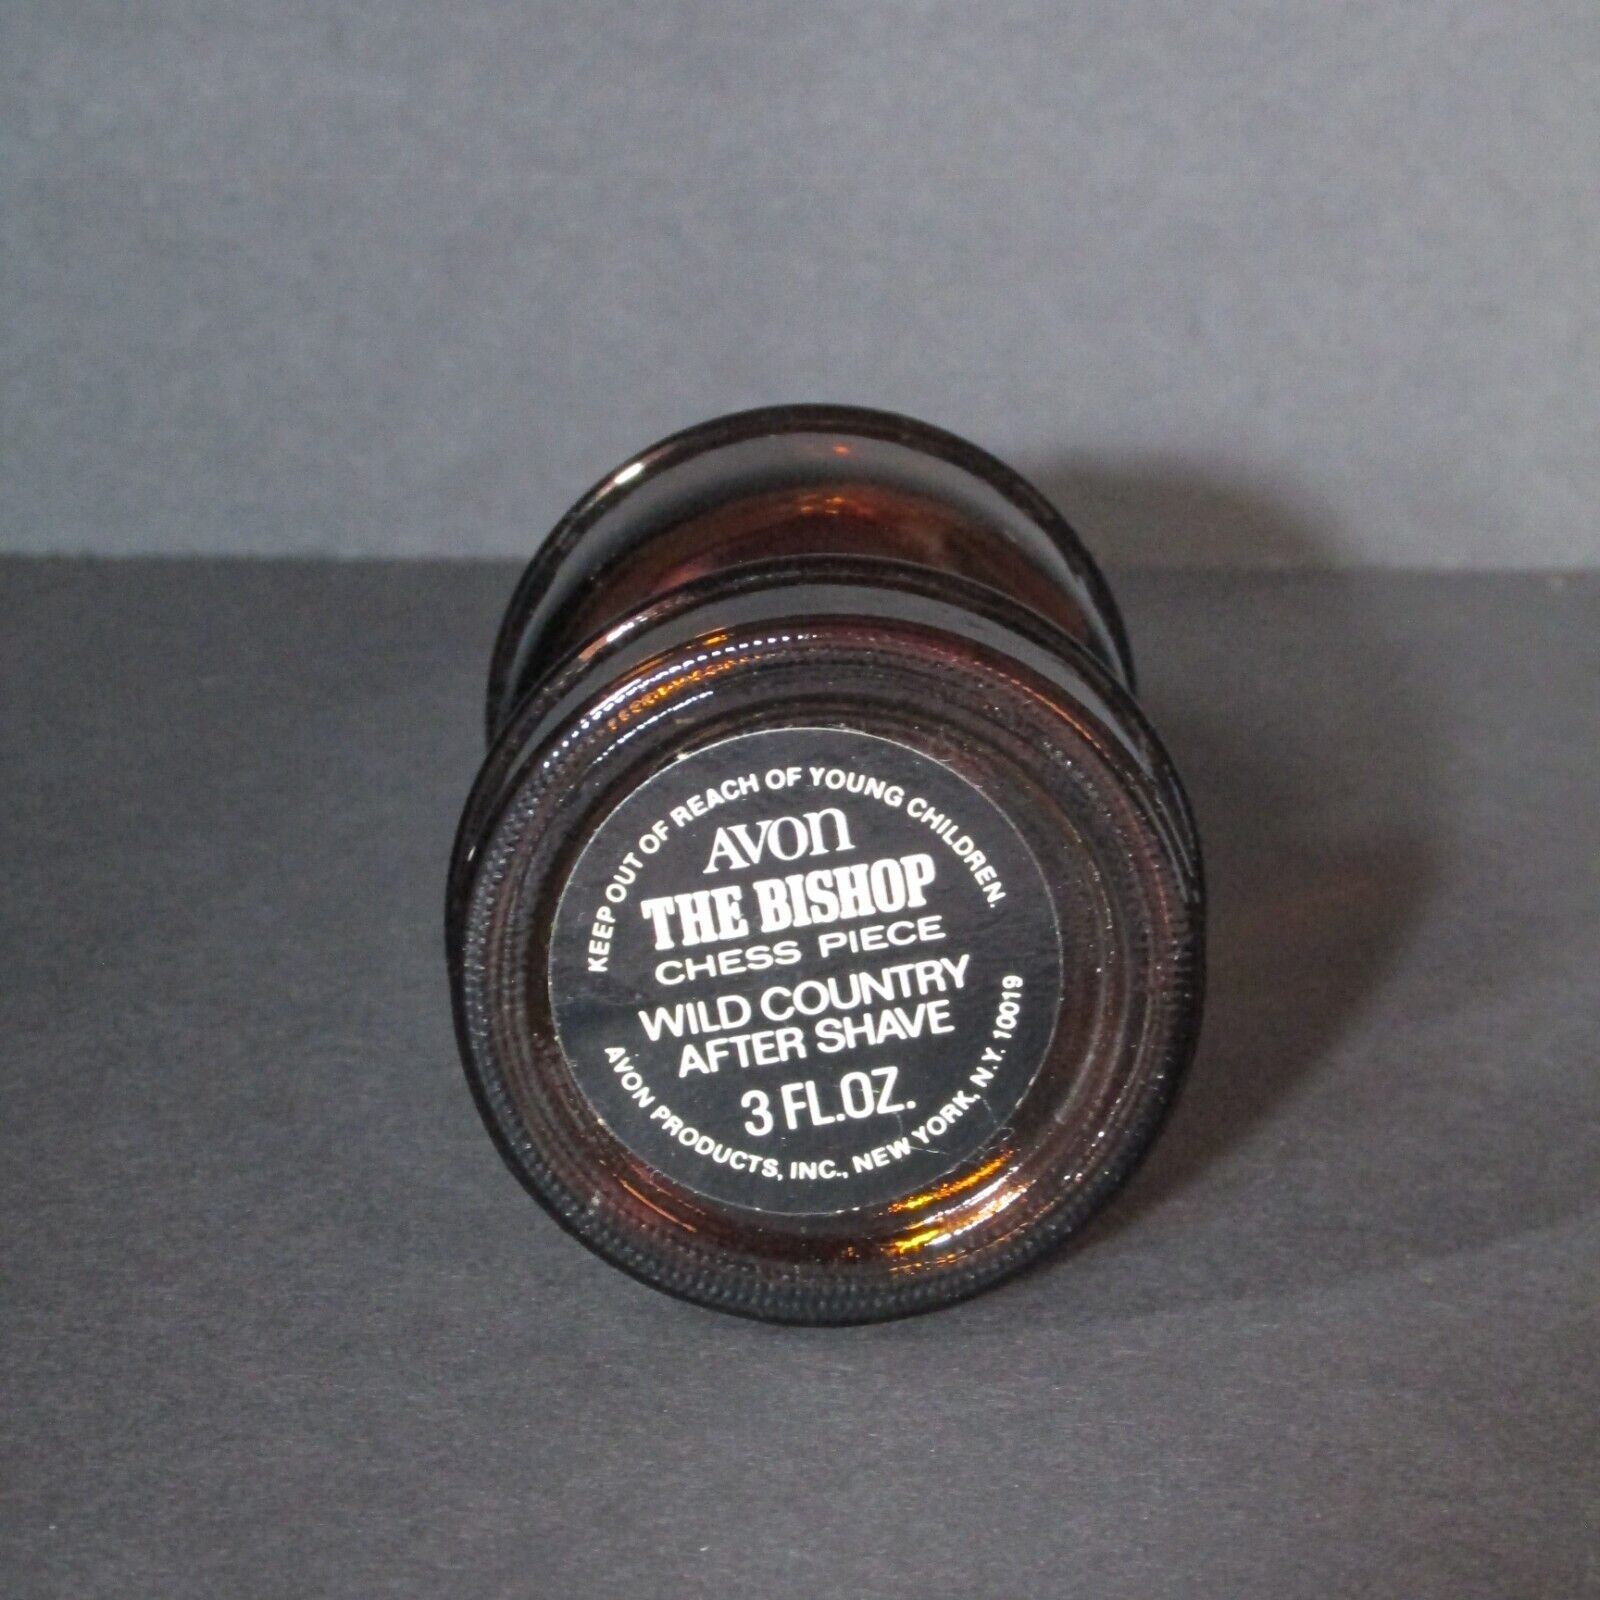 KEEP OUT OF REACH OF YOUNG CHILDREN.
AVON
THE BISHOP
CHESS PIECE
WILD COUNTRY
AFTER SHAVE
3 FL.OZ.
AVON PRODUCTS, INC., NEW YORK, N.Y. 10019